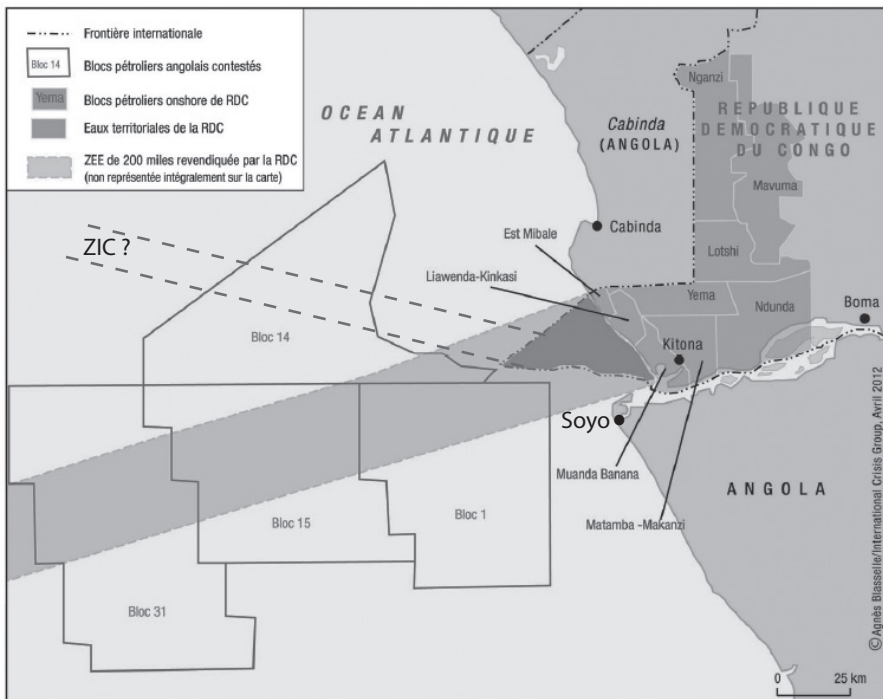 Frontière internationale
Bloc 14
Blocs pétroliers angolais contestés
Yema
Blocs pétroliers onshore de RDC
Eaux territoriales de la RDC
ZEE de 200 miles revendiquée par la RDC
(non représentée intégralement sur la carte)
OCEAN
ATLANTIQUE
Cabinda
(ANGOLA)
Nganzi
REPUBLIQUE
DEMOCRATIQUE
DU CONGO
Mavuma
ZIC ?
Cabinda
Est Mibale
Lotshi
Liawenda-Kinkasi
Yema
Ndunda
Boma
Bloc 14
Kitona
Soyo
Muanda Banana
ANGOLA
Bloc 15
Bloc 1
Matamba -Makanzi
Bloc 31
0 25 km
© Agnès Blasselle/International Crisis Group, Avril 2012